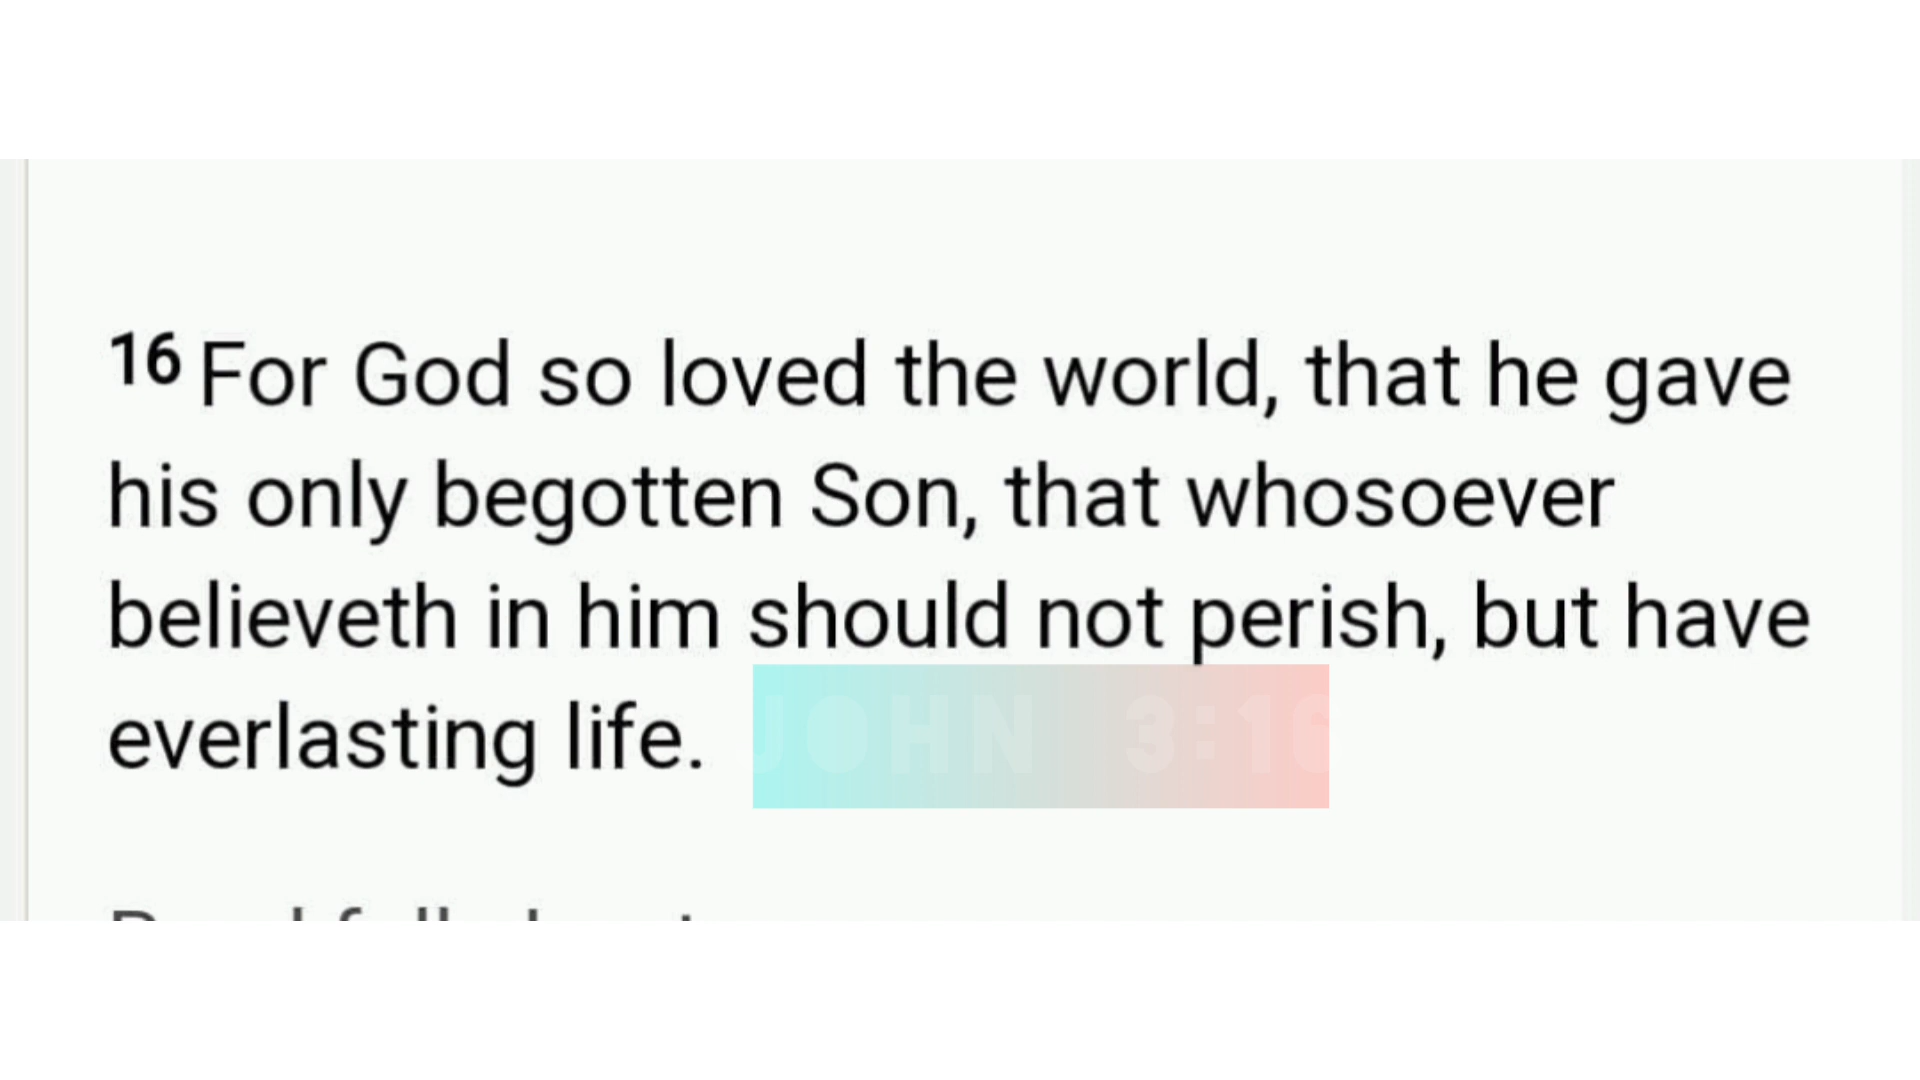 16 For God so loved the world, that he gave
his only begotten Son, that whosoever
believeth in him should not perish, but have
everlasting life. JOHN 3:16